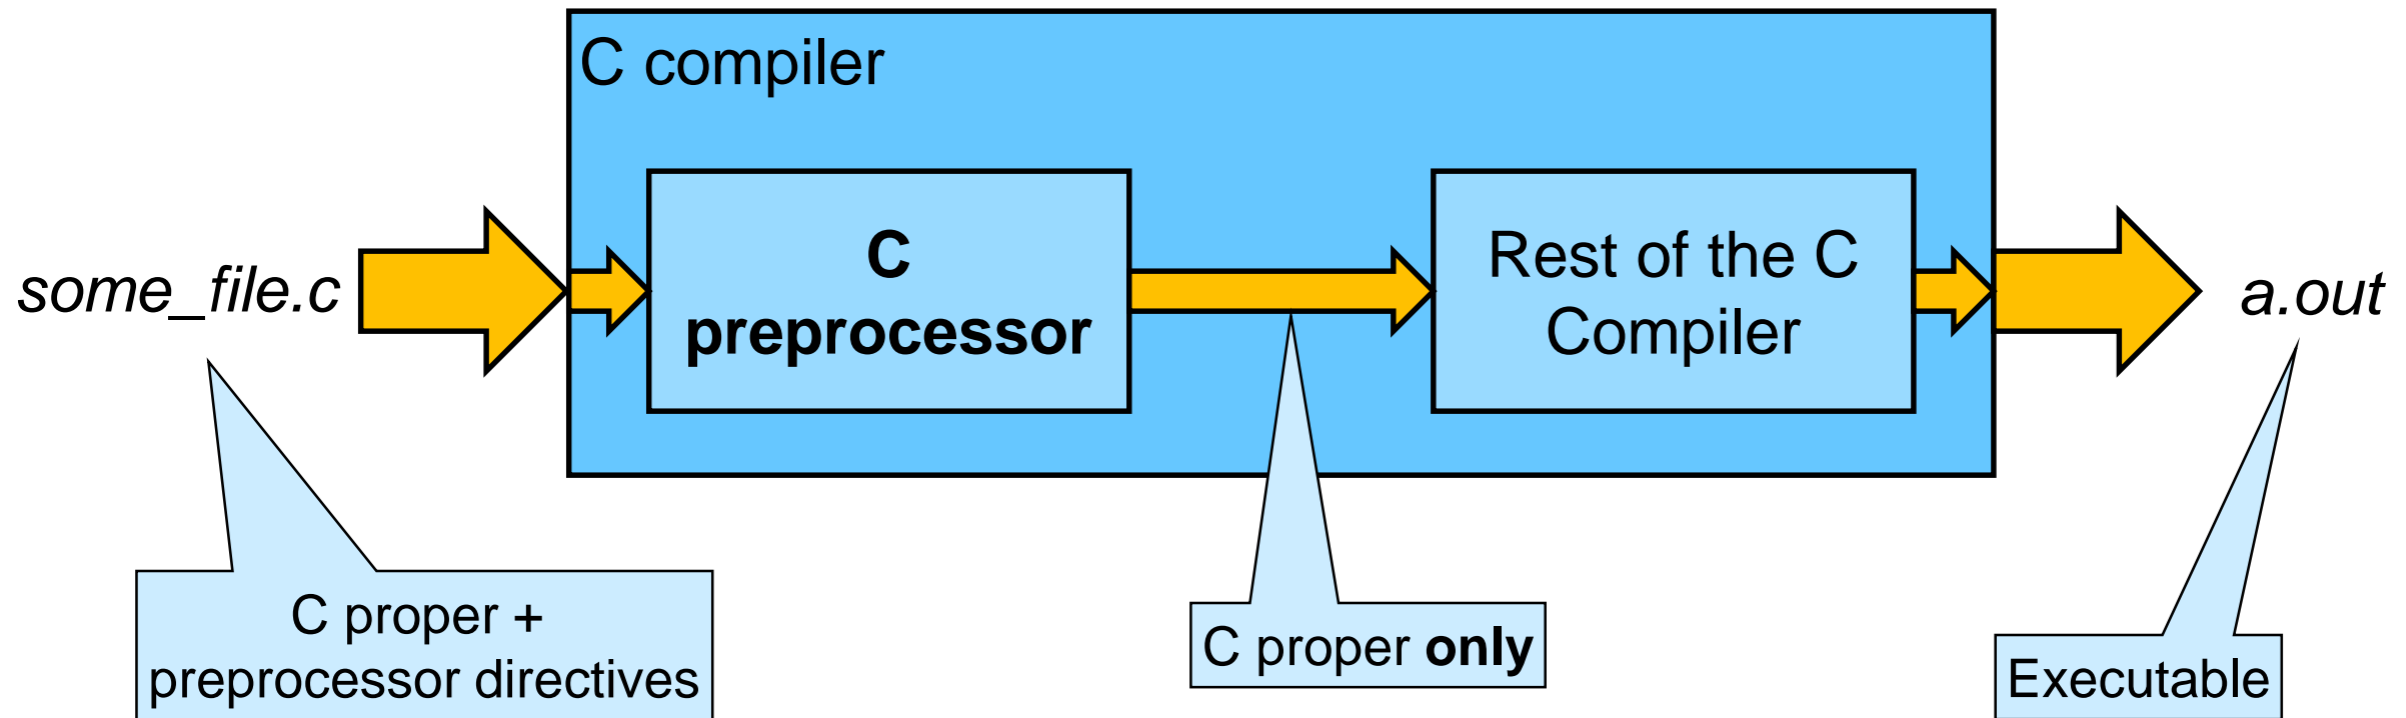 C compiler
some_file.c
C
preprocessor
Rest of the C
Compiler
a.out
C proper +
preprocessor directives
C proper only
Executable